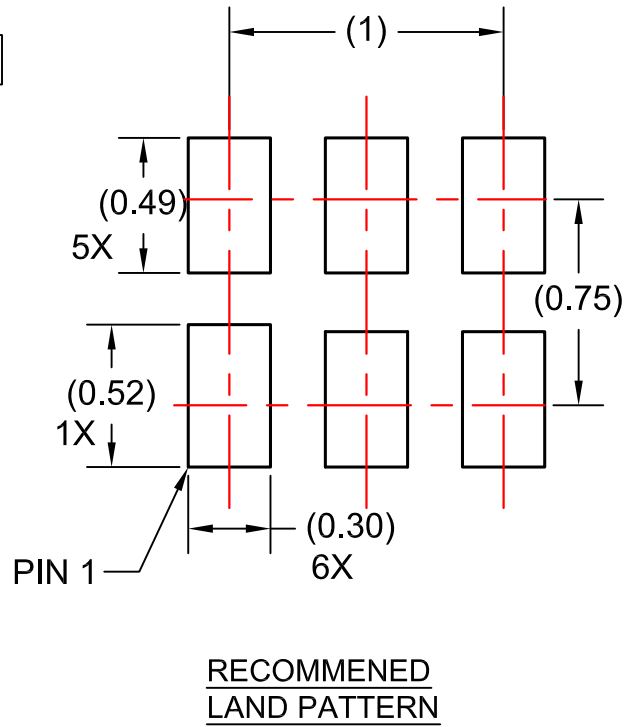 (1)
(0.49)
5X
(0.75)
(0.52)
1X
(0.30)
6X
PIN 1
RECOMMENED
LAND PATTERN